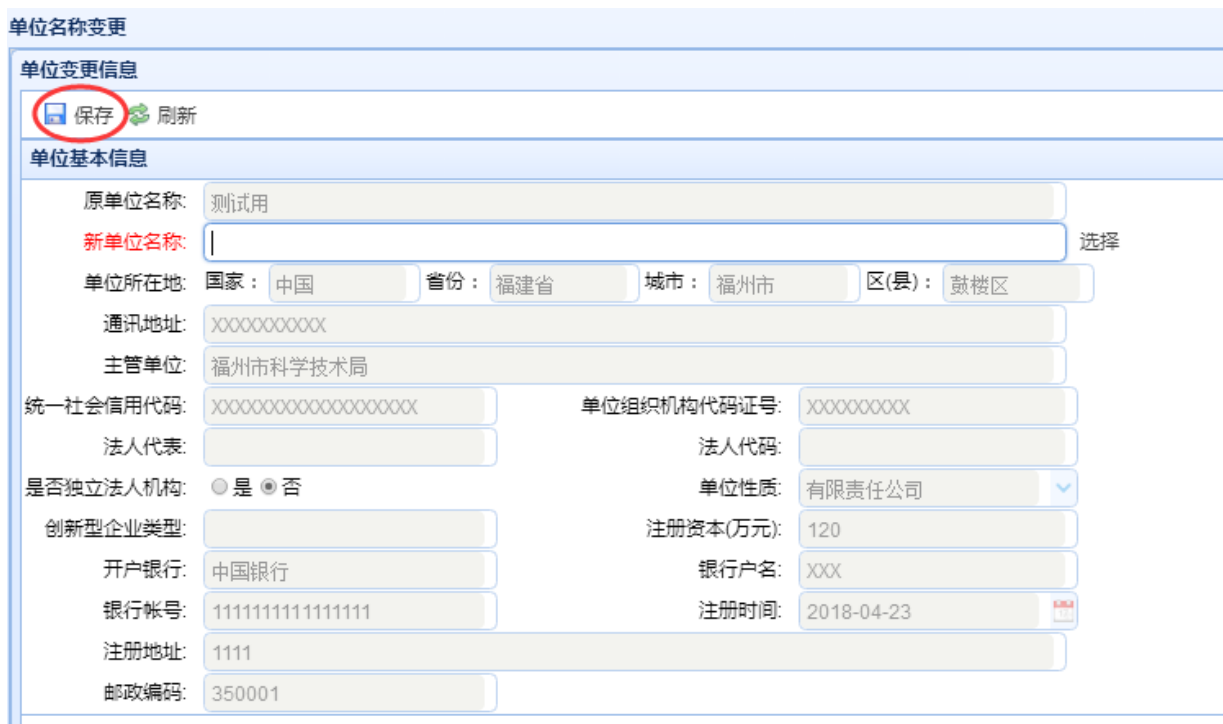 单位名称变更
单位变更信息
保存 刷新
单位基本信息
原单位名称: 测试用
新单位名称: 选择
单位所在地: 国家： 中国 省份： 福建省 城市： 福州市 区(县)： 鼓楼区
通讯地址: XXXXXXXXXX
主管单位: 福州市科学技术局
统一社会信用代码: XXXXXXXXXXXXXXXXXX 单位组织机构代码证号: XXXXXXXXX
法人代表: 法人代码:
是否独立法人机构: 是 否 单位性质: 有限责任公司
创新型企业类型: 注册资本(万元): 120
开户银行: 中国银行 银行户名: XXX
银行帐号: 1111111111111111 注册时间: 2018-04-23
注册地址: 1111
邮政编码: 350001